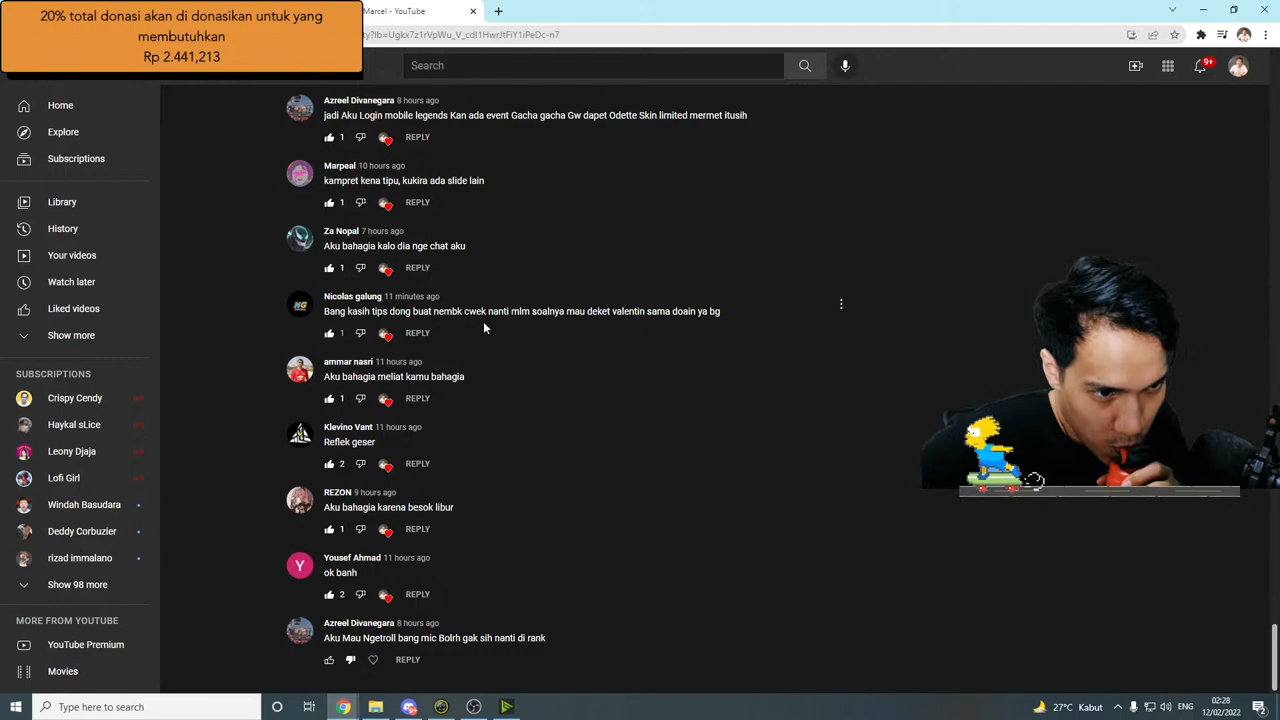 20% total donasi akan di donasikan untuk yang
membutuhkan
Rp 2.441,213
Marcel - YouTube
ty?lb=Ugkx7z1rVpWu_V_cdI1HwrJtFiY1iPeDc-n7
Search
9+
Home
Explore
Subscriptions
Library
History
Your videos
Watch later
Liked videos
Show more
SUBSCRIPTIONS
Crispy Cendy
Haykal sLice
Leony Djaja
Lofi Girl
Windah Basudara
Deddy Corbuzier
rizad immalano
Show 98 more
MORE FROM YOUTUBE
YouTube Premium
Movies
Azreel Divanegara 8 hours ago
jadi Aku Login mobile legends Kan ada event Gacha gacha Gw dapet Odette Skin limited mermet itusih
1 REPLY
Marpeal 10 hours ago
kampret kena tipu, kukira ada slide lain
1 REPLY
Za Nopal 7 hours ago
Aku bahagia kalo dia nge chat aku
1 REPLY
NG
Nicolas galung 11 minutes ago
Bang kasih tips dong buat nembk cwek nanti mlm soalnya mau deket valentin sama doain ya bg
1 REPLY
ammar nasri 11 hours ago
Aku bahagia meliat kamu bahagia
1 REPLY
Klevino Vant 11 hours ago
Reflek geser
2 REPLY
REZON 9 hours ago
Aku bahagia karena besok libur
1 REPLY
Y
Yousef Ahmad 11 hours ago
ok banh
2 REPLY
Azreel Divanegara 8 hours ago
Aku Mau Ngetroll bang mic Bolrh gak sih nanti di rank
REPLY
Type here to search
27°C Kabut
ENG
02:28
12/02/2022
2